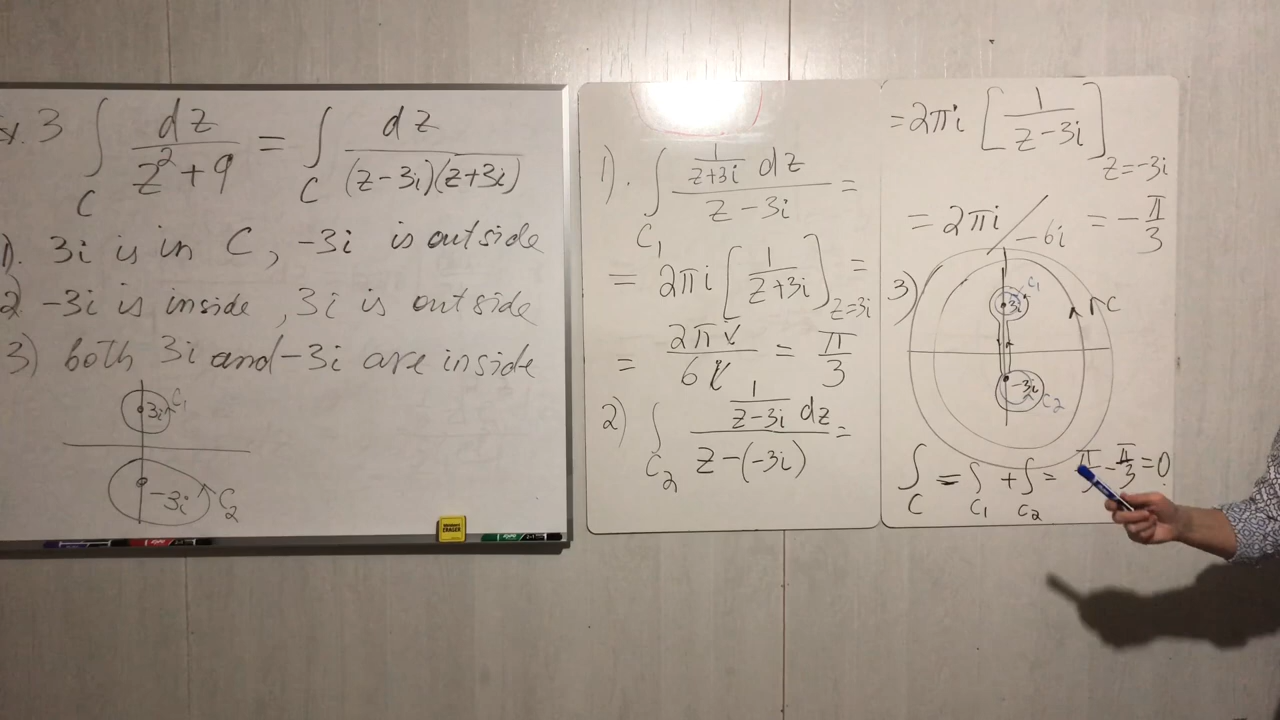 x. 3 ∫_C dz/(z²+9) = ∫_C dz/((z-3i)(z+3i))
1). 3i is in C, -3i is outside
2 -3i is inside, 3i is outside
3) both 3i and -3i are inside
3i C₁
-3i C₂
1). ∫_C₁ (1/(z+3i) dz)/(z-3i) =
= 2πi [1/(z+3i)]_z=3i =
= 2πi/6i = π/3
2) ∫_C₂ (1/(z-3i) dz)/(z-(-3i)) =
= 2πi [1/(z-3i)]_z=-3i
= 2πi/-6i = -π/3
3)
C₁
3i C
-3i
C₂
∫_C = ∫_C₁ + ∫_C₂ = π/3 - π/3 = 0
ERASER